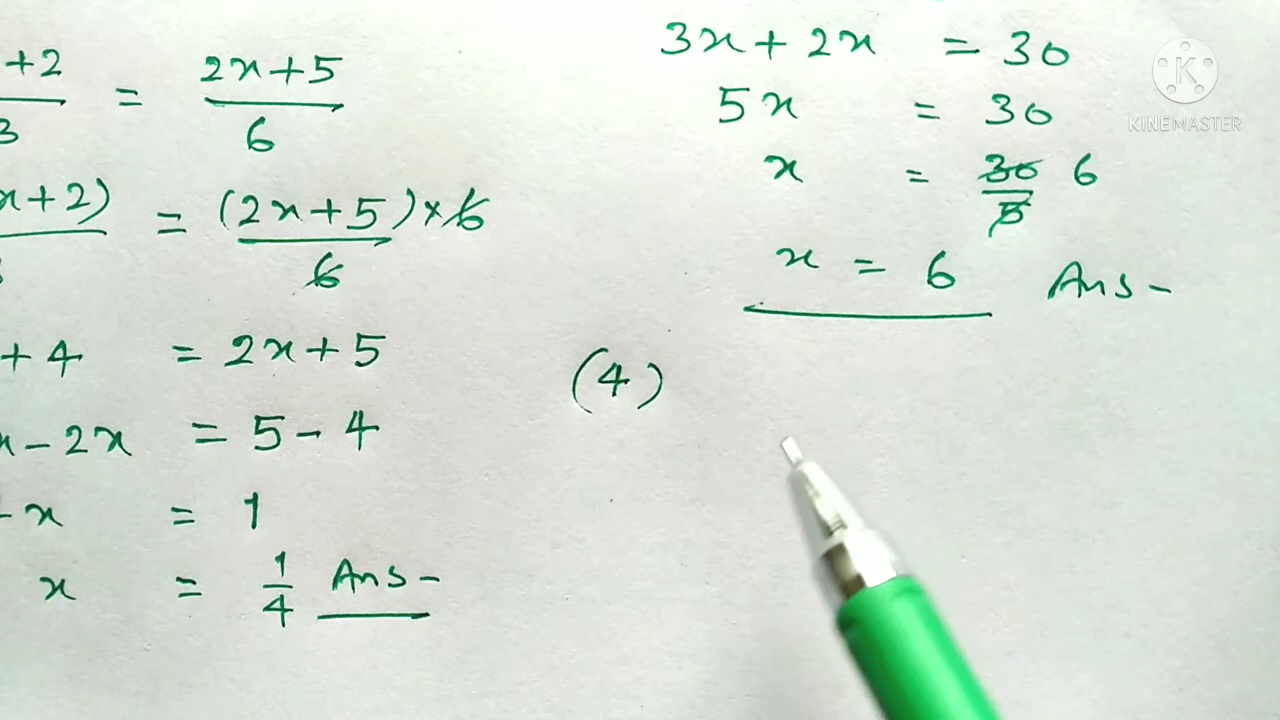 +2/3 = 2x+5/6
x+2)/3 = (2x+5)×6/6
+ 4 = 2x+5
x - 2x = 5 - 4
x = 1
x = 1/4 Ans -
3x + 2x = 30
5x = 30
x = 30/5 6
x = 6 Ans -
(4)
K
KINEMASTER